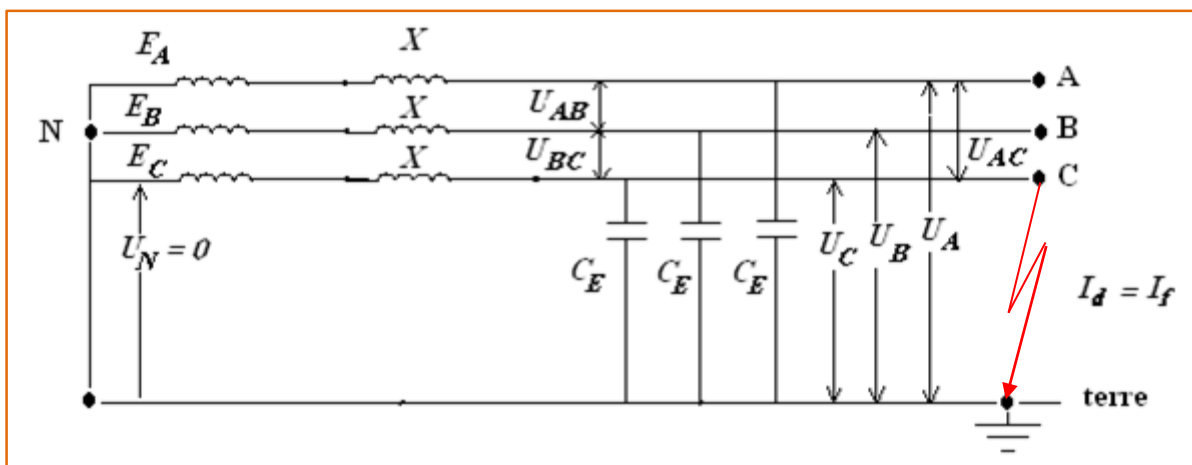 E_A X
A
U_AB
E_B X
N B
U_BC U_AC
E_C X
C
U_N = 0
C_E C_E C_E U_C U_B U_A
I_d = I_f
terre